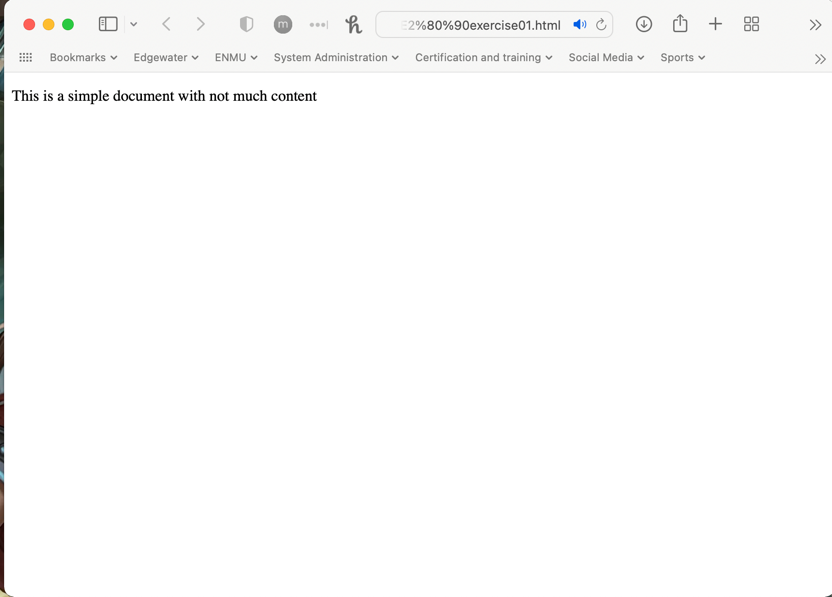 m
h
E2%80%90exercise01.html
Bookmarks Edgewater ENMU System Administration Certification and training Social Media Sports
This is a simple document with not much content